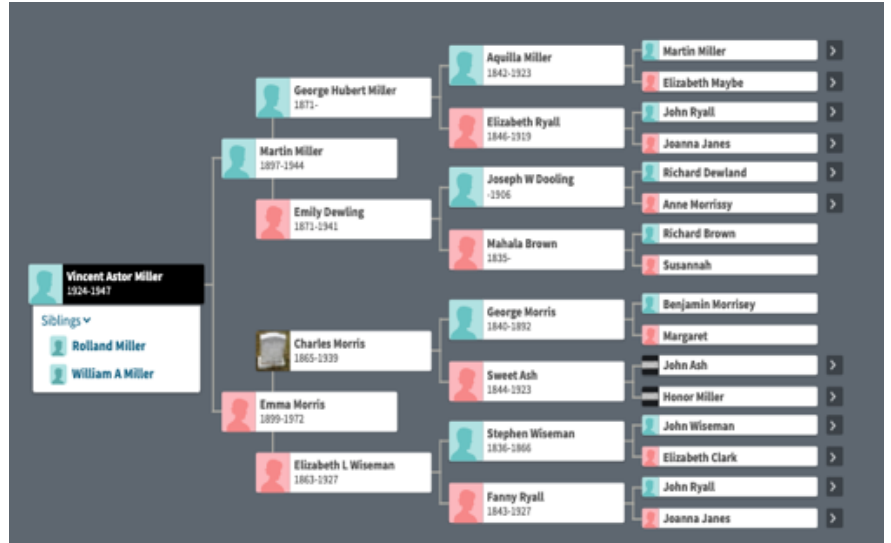 Aquilla Miller
1842-1923
Martin Miller
Elizabeth Maybe
George Hubert Miller
1871-
Elizabeth Ryall
1846-1919
John Ryall
Joanna Janes
Martin Miller
1897-1944
Joseph W Dooling
-1906
Richard Dewland
Anne Morrissy
Emily Dewling
1871-1941
Mahala Brown
1835-
Richard Brown
Susannah
Vincent Astor Miller
1924-1947
Siblings
Rolland Miller
William A Miller
George Morris
1840-1892
Benjamin Morrisey
Margaret
Charles Morris
1865-1939
Sweet Ash
1844-1923
John Ash
Honor Miller
Emma Morris
1899-1972
Stephen Wiseman
1836-1866
John Wiseman
Elizabeth Clark
Elizabeth L Wiseman
1863-1927
Fanny Ryall
1843-1927
John Ryall
Joanna Janes